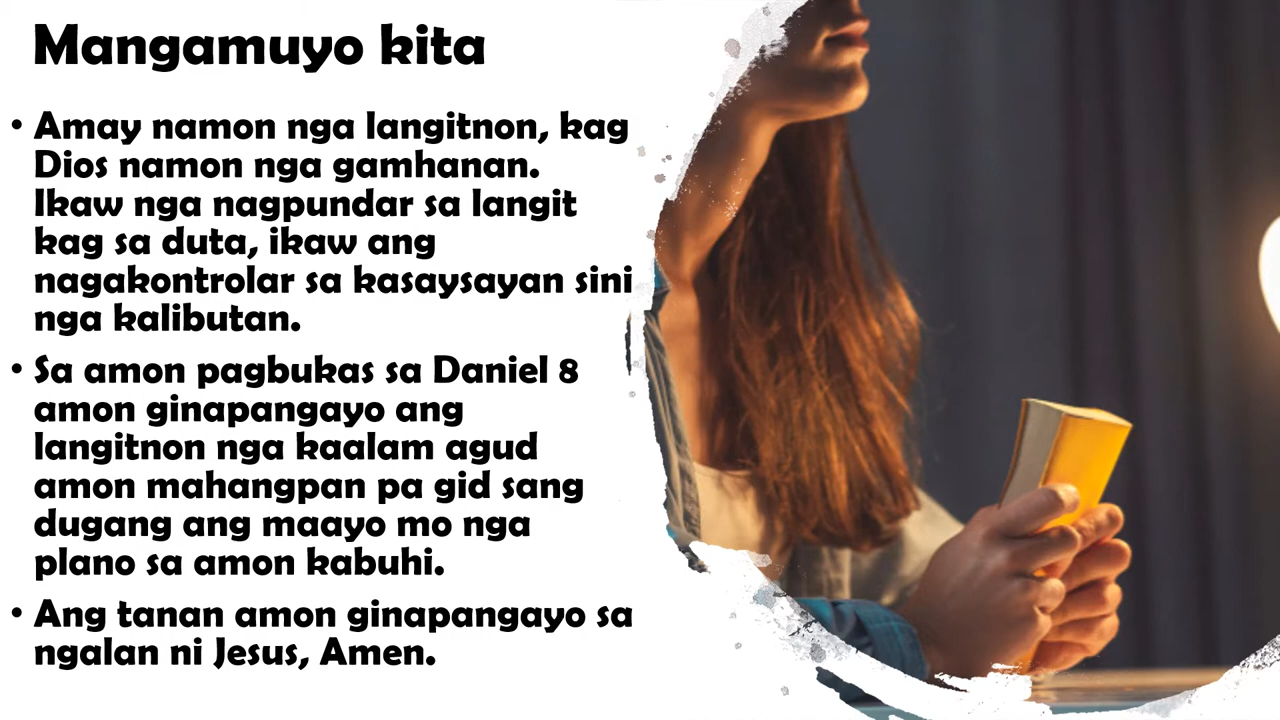 Mangamuyo kita
• Amay namon nga langitnon, kag
Dios namon nga gamhanan.
Ikaw nga nagpundar sa langit
kag sa duta, ikaw ang
nagakontrolar sa kasaysayan sini
nga kalibutan.
• Sa amon pagbukas sa Daniel 8
amon ginapangayo ang
langitnon nga kaalam agud
amon mahangpan pa gid sang
dugang ang maayo mo nga
plano sa amon kabuhi.
• Ang tanan amon ginapangayo sa
ngalan ni Jesus, Amen.